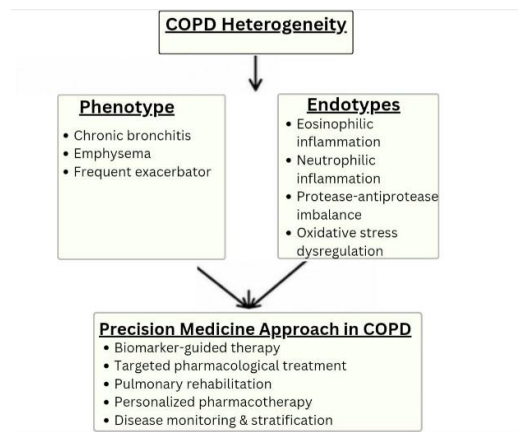 COPD Heterogeneity
Phenotype
• Chronic bronchitis
• Emphysema
• Frequent exacerbator
Endotypes
• Eosinophilic
inflammation
• Neutrophilic
inflammation
• Protease-antiprotease
imbalance
• Oxidative stress
dysregulation
Precision Medicine Approach in COPD
• Biomarker-guided therapy
• Targeted pharmacological treatment
• Pulmonary rehabilitation
• Personalized pharmacotherapy
• Disease monitoring & stratification